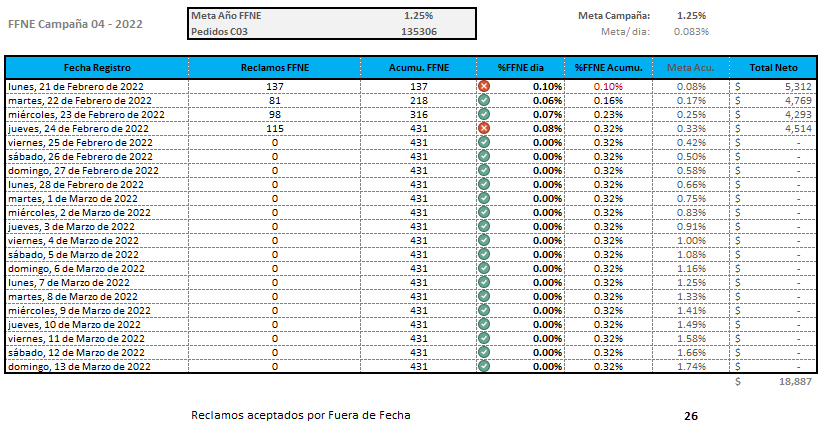 FFNE Campaña 04 - 2022
Meta Año FFNE 1.25%
Pedidos C03 135306
Meta Campaña: 1.25%
Meta/ dia: 0.083%
Fecha Registro Reclamos FFNE Acumu. FFNE %FFNE dia %FFNE Acumu. Meta Acu. Total Neto
lunes, 21 de Febrero de 2022 137 137 0.10% 0.10% 0.08% $ 5,312
martes, 22 de Febrero de 2022 81 218 0.06% 0.16% 0.17% $ 4,769
miércoles, 23 de Febrero de 2022 98 316 0.07% 0.23% 0.25% $ 4,293
jueves, 24 de Febrero de 2022 115 431 0.08% 0.32% 0.33% $ 4,514
viernes, 25 de Febrero de 2022 0 431 0.00% 0.32% 0.42% $ -
sábado, 26 de Febrero de 2022 0 431 0.00% 0.32% 0.50% $ -
domingo, 27 de Febrero de 2022 0 431 0.00% 0.32% 0.58% $ -
lunes, 28 de Febrero de 2022 0 431 0.00% 0.32% 0.66% $ -
martes, 1 de Marzo de 2022 0 431 0.00% 0.32% 0.75% $ -
miércoles, 2 de Marzo de 2022 0 431 0.00% 0.32% 0.83% $ -
jueves, 3 de Marzo de 2022 0 431 0.00% 0.32% 0.91% $ -
viernes, 4 de Marzo de 2022 0 431 0.00% 0.32% 1.00% $ -
sábado, 5 de Marzo de 2022 0 431 0.00% 0.32% 1.08% $ -
domingo, 6 de Marzo de 2022 0 431 0.00% 0.32% 1.16% $ -
lunes, 7 de Marzo de 2022 0 431 0.00% 0.32% 1.25% $ -
martes, 8 de Marzo de 2022 0 431 0.00% 0.32% 1.33% $ -
miércoles, 9 de Marzo de 2022 0 431 0.00% 0.32% 1.41% $ -
jueves, 10 de Marzo de 2022 0 431 0.00% 0.32% 1.49% $ -
viernes, 11 de Marzo de 2022 0 431 0.00% 0.32% 1.58% $ -
sábado, 12 de Marzo de 2022 0 431 0.00% 0.32% 1.66% $ -
domingo, 13 de Marzo de 2022 0 431 0.00% 0.32% 1.74% $ -
$ 18,887
Reclamos aceptados por Fuera de Fecha 26